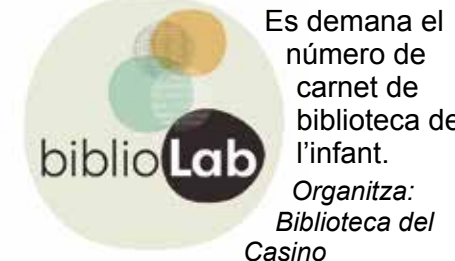 biblioLab
Es demana el
número de
carnet de
biblioteca de
l’infant.
Organitza:
Biblioteca del
Casino